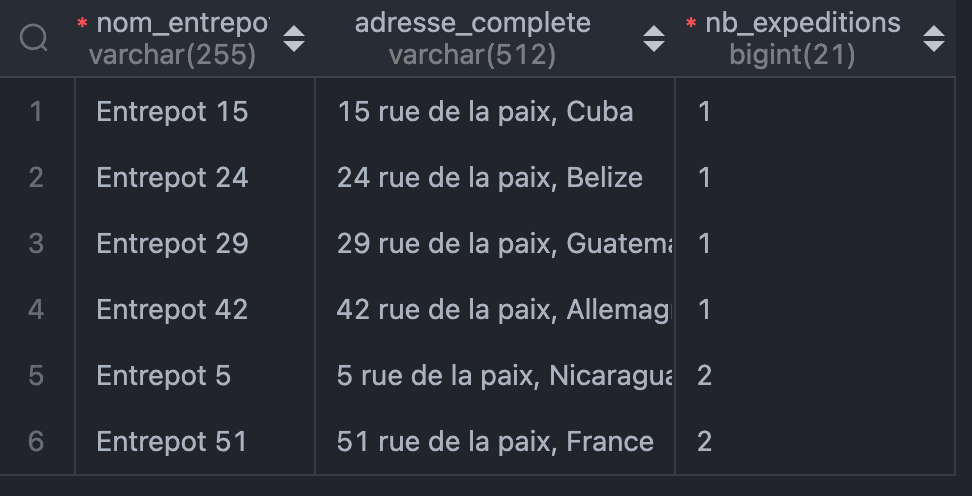 * nom_entrepo adresse_complete * nb_expeditions
varchar(255) varchar(512) bigint(21)
1 Entrepot 15 15 rue de la paix, Cuba 1
2 Entrepot 24 24 rue de la paix, Belize 1
3 Entrepot 29 29 rue de la paix, Guatema 1
4 Entrepot 42 42 rue de la paix, Allemag 1
5 Entrepot 5 5 rue de la paix, Nicaragua 2
6 Entrepot 51 51 rue de la paix, France 2